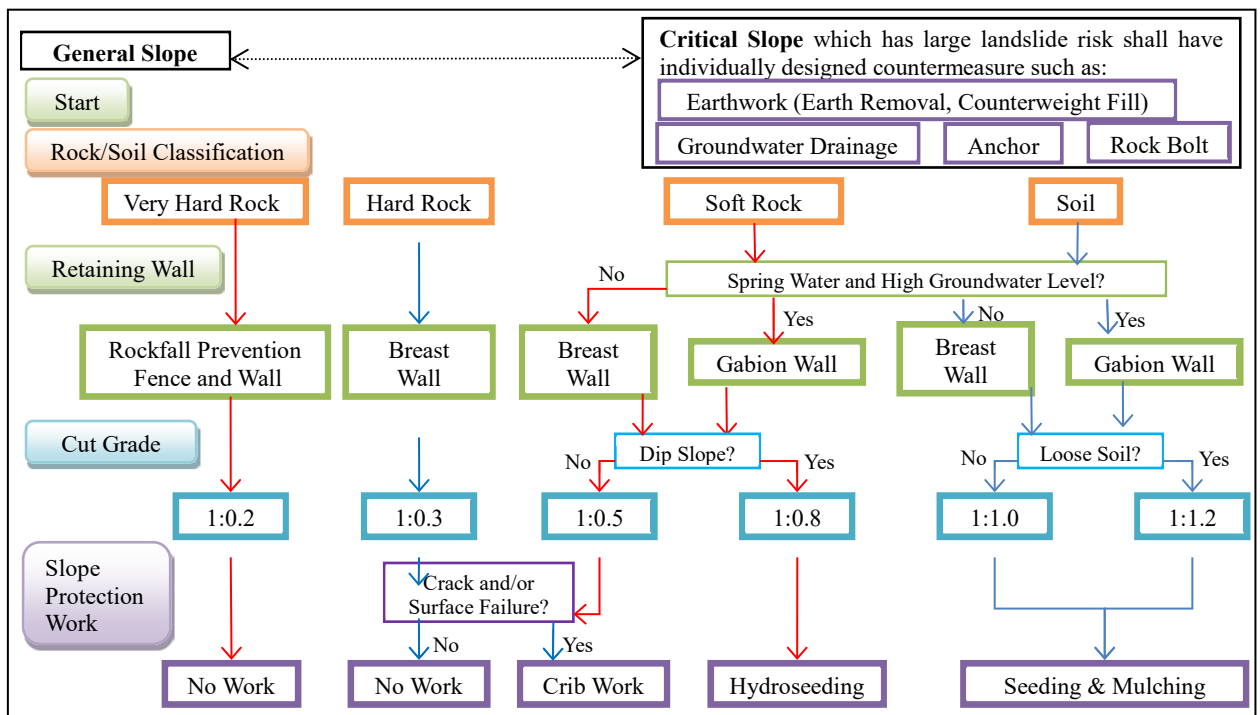 General Slope
Critical Slope which has large landslide risk shall have
individually designed countermeasure such as:
Earthwork (Earth Removal, Counterweight Fill)
Groundwater Drainage
Anchor
Rock Bolt
Start
Rock/Soil Classification
Very Hard Rock
Hard Rock
Soft Rock
Soil
Retaining Wall
No
Spring Water and High Groundwater Level?
Yes
No
Yes
Rockfall Prevention
Fence and Wall
Breast
Wall
Breast
Wall
Gabion Wall
Breast
Wall
Gabion Wall
Cut Grade
No
Dip Slope?
Yes
No
Loose Soil?
Yes
1:0.2
1:0.3
1:0.5
1:0.8
1:1.0
1:1.2
Slope
Protection
Work
Crack and/or
Surface Failure?
No
Yes
No Work
No Work
Crib Work
Hydroseeding
Seeding & Mulching